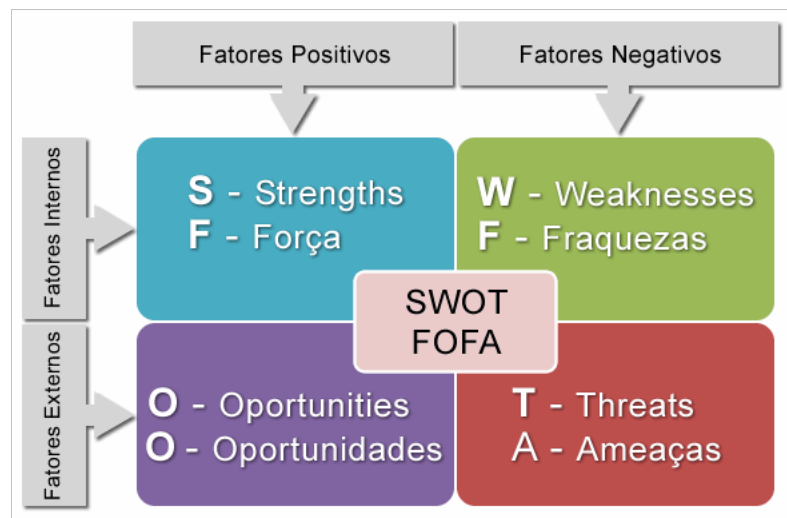 Fatores Positivos
Fatores Negativos
Fatores Internos
S - Strengths
F - Força
W - Weaknesses
F - Fraquezas
SWOT
FOFA
Fatores Externos
O - Oportunities
O - Oportunidades
T - Threats
A - Ameaças